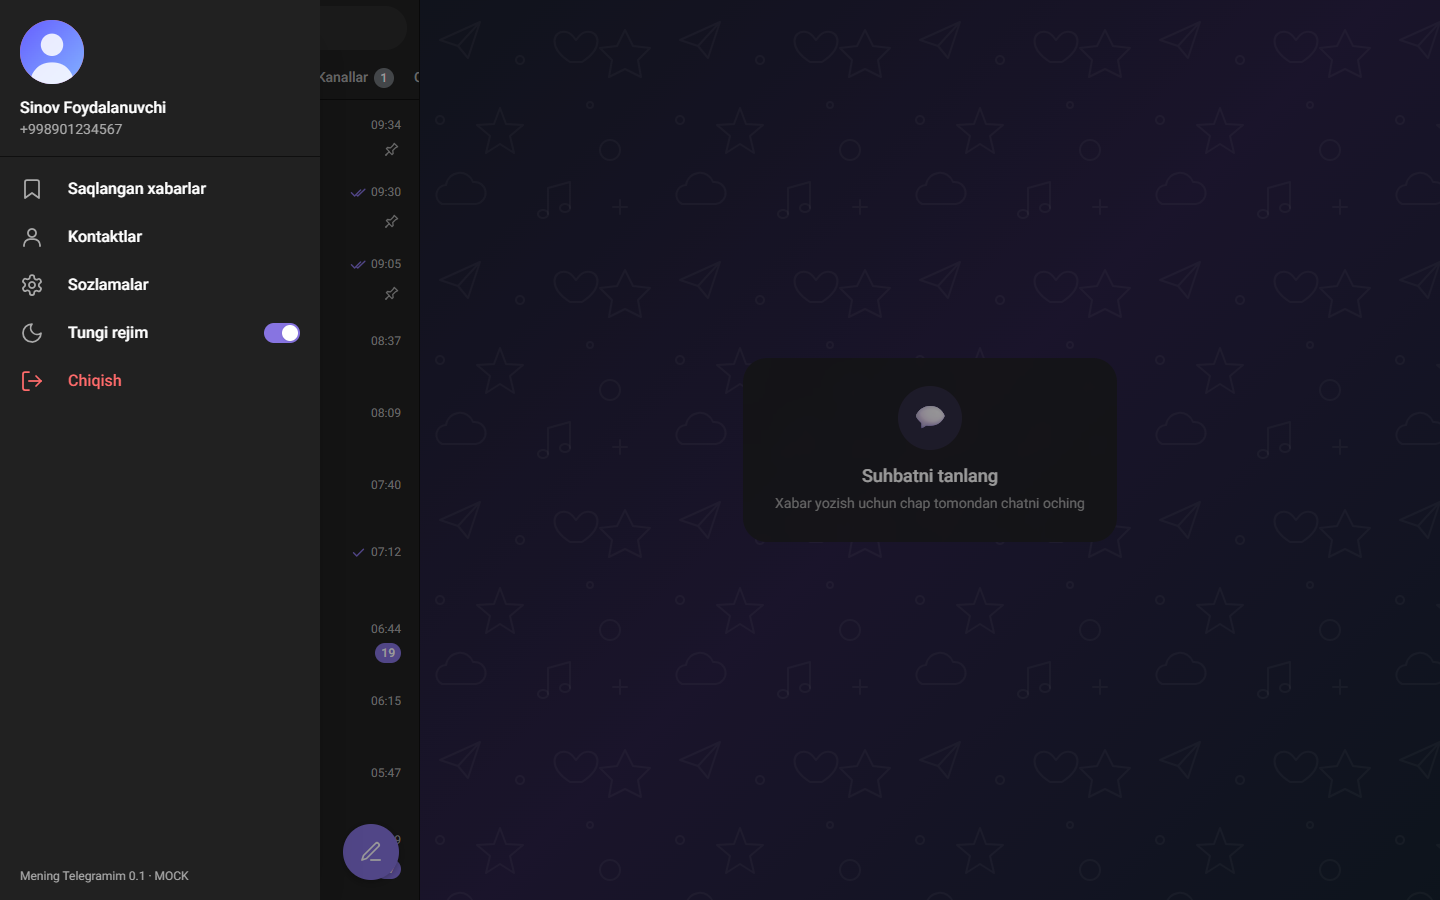 Sinov Foydalanuvchi
+998901234567
Saqlangan xabarlar
Kontaktlar
Sozlamalar
Tungi rejim
Chiqish
Mening Telegramim 0.1 · MOCK
Kanallar 1
09:34
09:30
09:05
08:37
08:09
07:40
07:12
06:44
19
06:15
05:47
Suhbatni tanlang
Xabar yozish uchun chap tomondan chatni oching